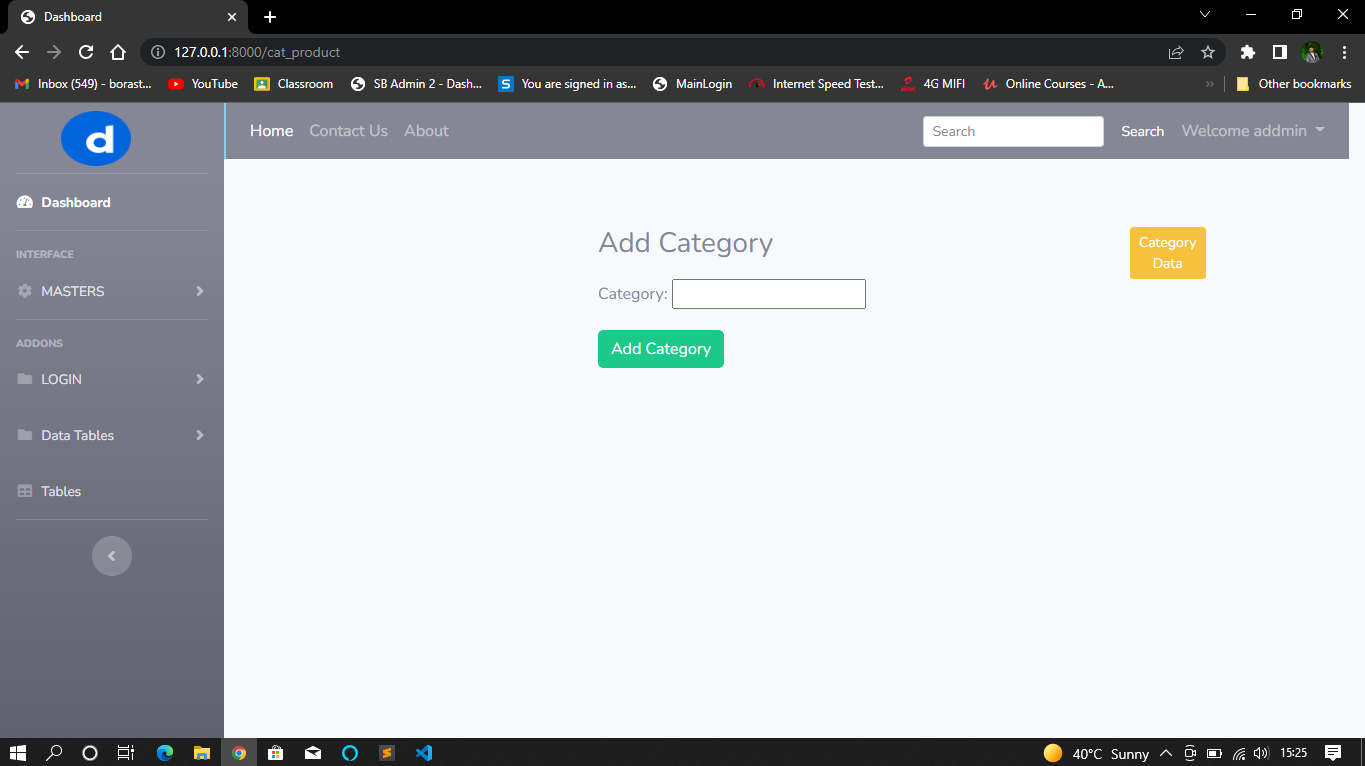 Dashboard
127.0.0.1:8000/cat_product
Inbox (549) - borast...
YouTube
Classroom
SB Admin 2 - Dash...
S
You are signed in as...
MainLogin
Internet Speed Test...
airtel
4G MIFI
Online Courses - A...
»
Other bookmarks
d
Home
Contact Us
About
Search
Search
Welcome addmin
Dashboard
INTERFACE
MASTERS
ADDONS
LOGIN
Data Tables
Tables
Add Category
Category:
Add Category
Category
Data
40°C Sunny
15:25